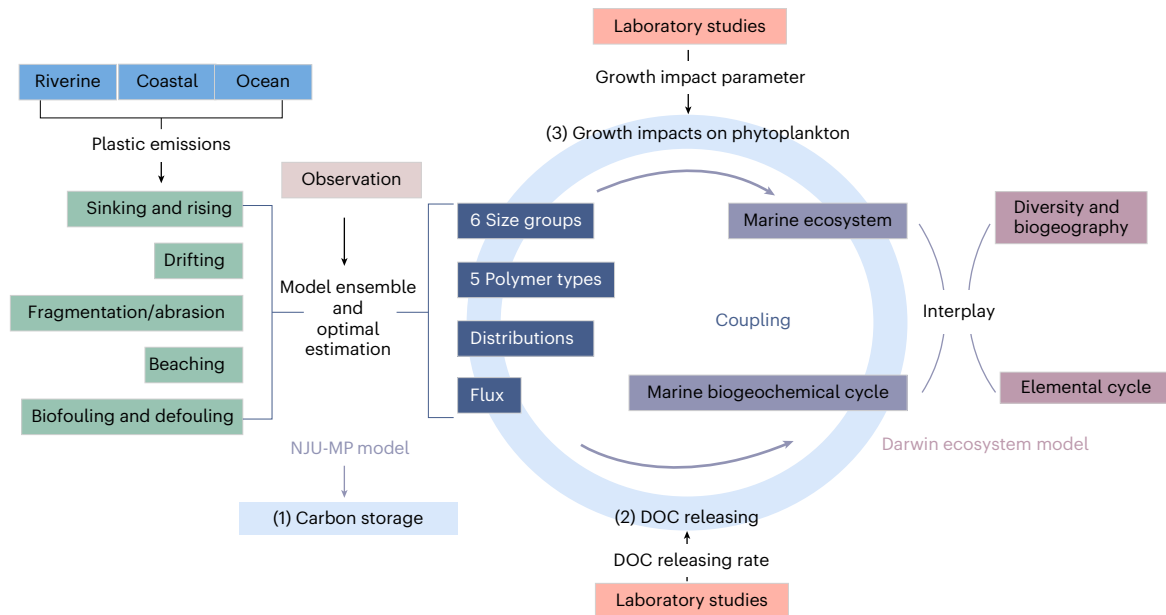 Laboratory studies
Growth impact parameter
(3) Growth impacts on phytoplankton
Riverine
Coastal
Ocean
Plastic emissions
Sinking and rising
Drifting
Fragmentation/abrasion
Beaching
Biofouling and defouling
Observation
Model ensemble
and
optimal
estimation
6 Size groups
5 Polymer types
Distributions
Flux
NJU-MP model
(1) Carbon storage
Marine ecosystem
Coupling
Marine biogeochemical cycle
Diversity and
biogeography
Interplay
Elemental cycle
Darwin ecosystem model
(2) DOC releasing
DOC releasing rate
Laboratory studies